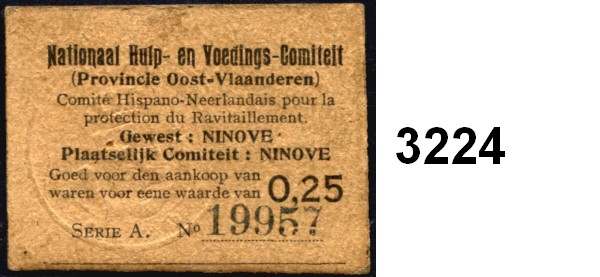 Nationaal Hulp- en Voedings-Comiteit
(Provincie Oost-Vlaanderen)
Comité Hispano-Neerlandais pour la
protection du Ravitaillement.
Gewest : NINOVE
Plaatselijk Comiteit : NINOVE
Goed voor den aankoop van
waren voor eene waarde van 0,25
SERIE A. No 19957
3224